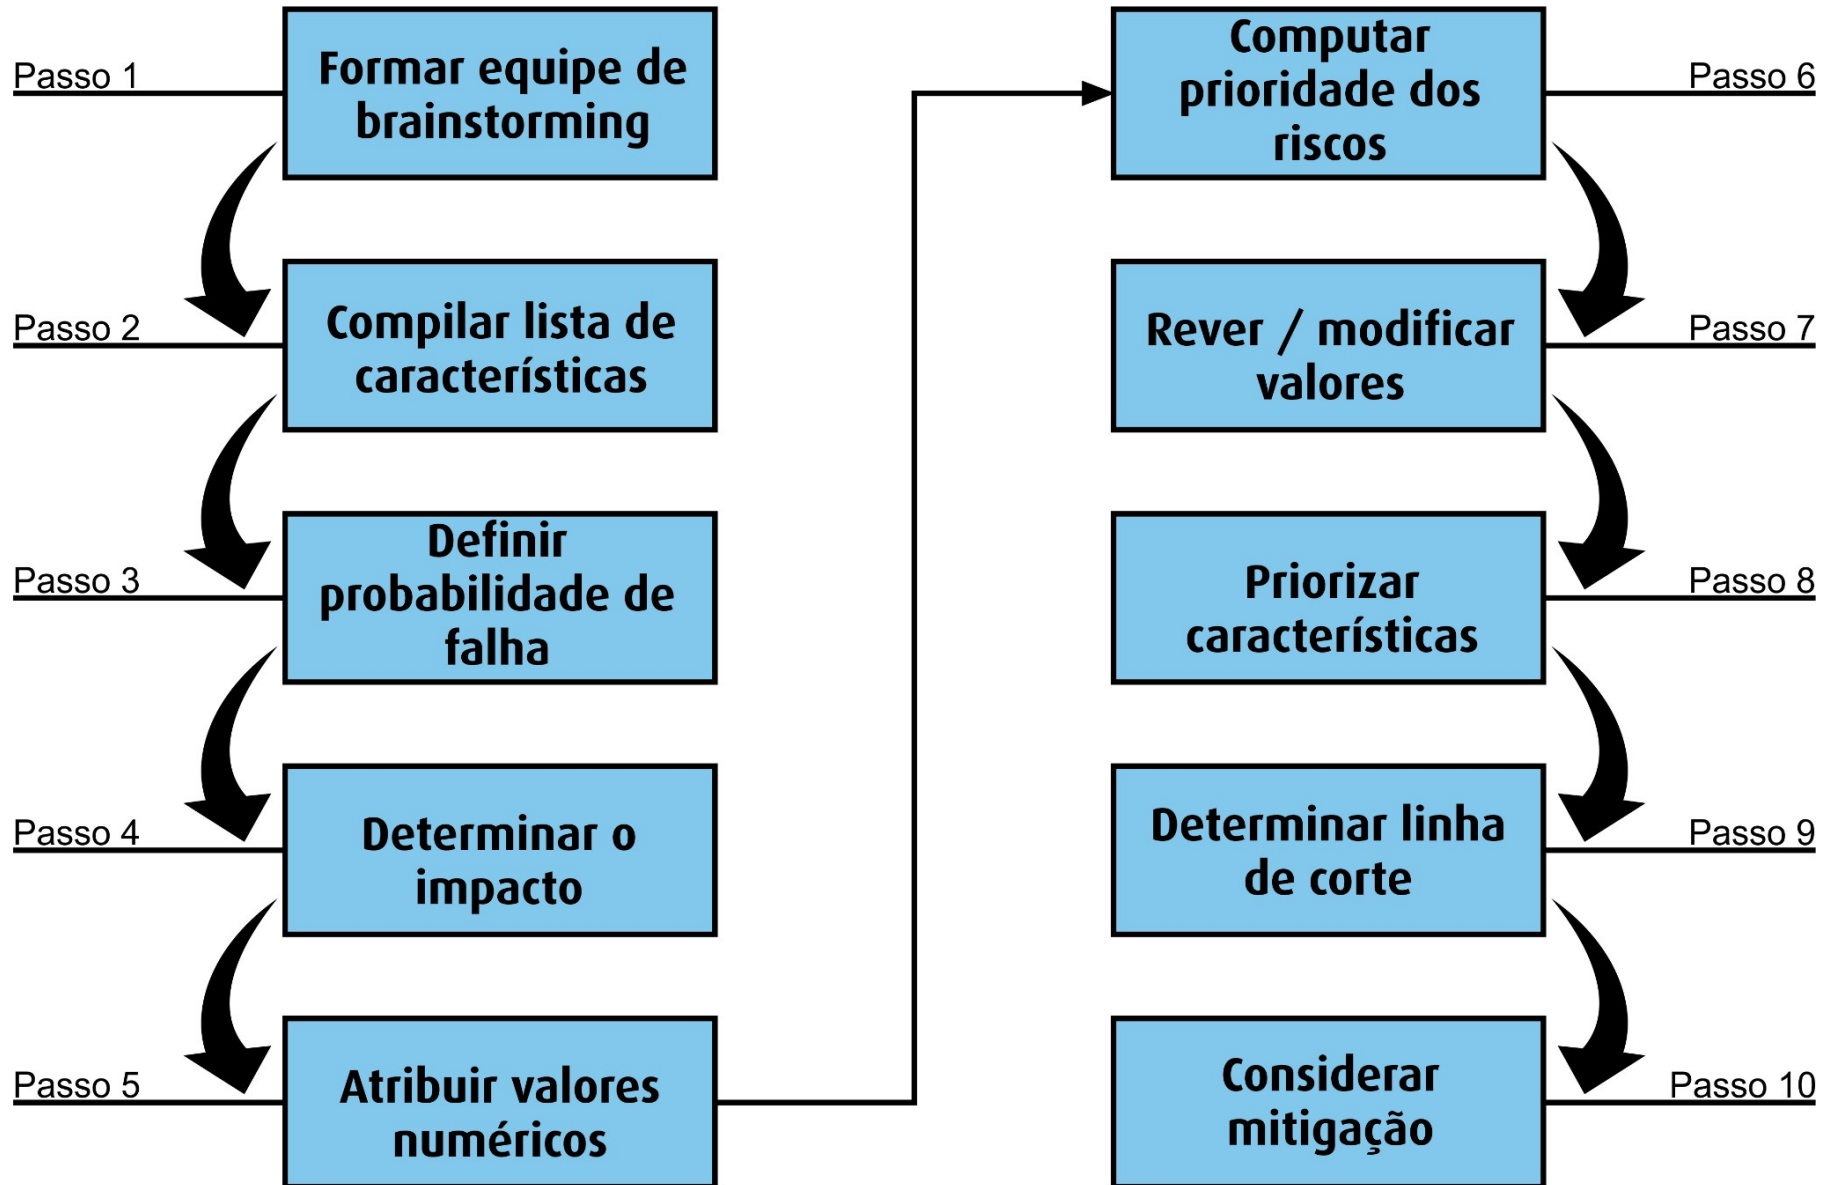 Passo 1
Formar equipe de
brainstorming
Passo 2
Compilar lista de
características
Passo 3
Definir
probabilidade de
falha
Passo 4
Determinar o
impacto
Passo 5
Atribuir valores
numéricos
Computar
prioridade dos
riscos
Passo 6
Rever / modificar
valores
Passo 7
Priorizar
características
Passo 8
Determinar linha
de corte
Passo 9
Considerar
mitigação
Passo 10